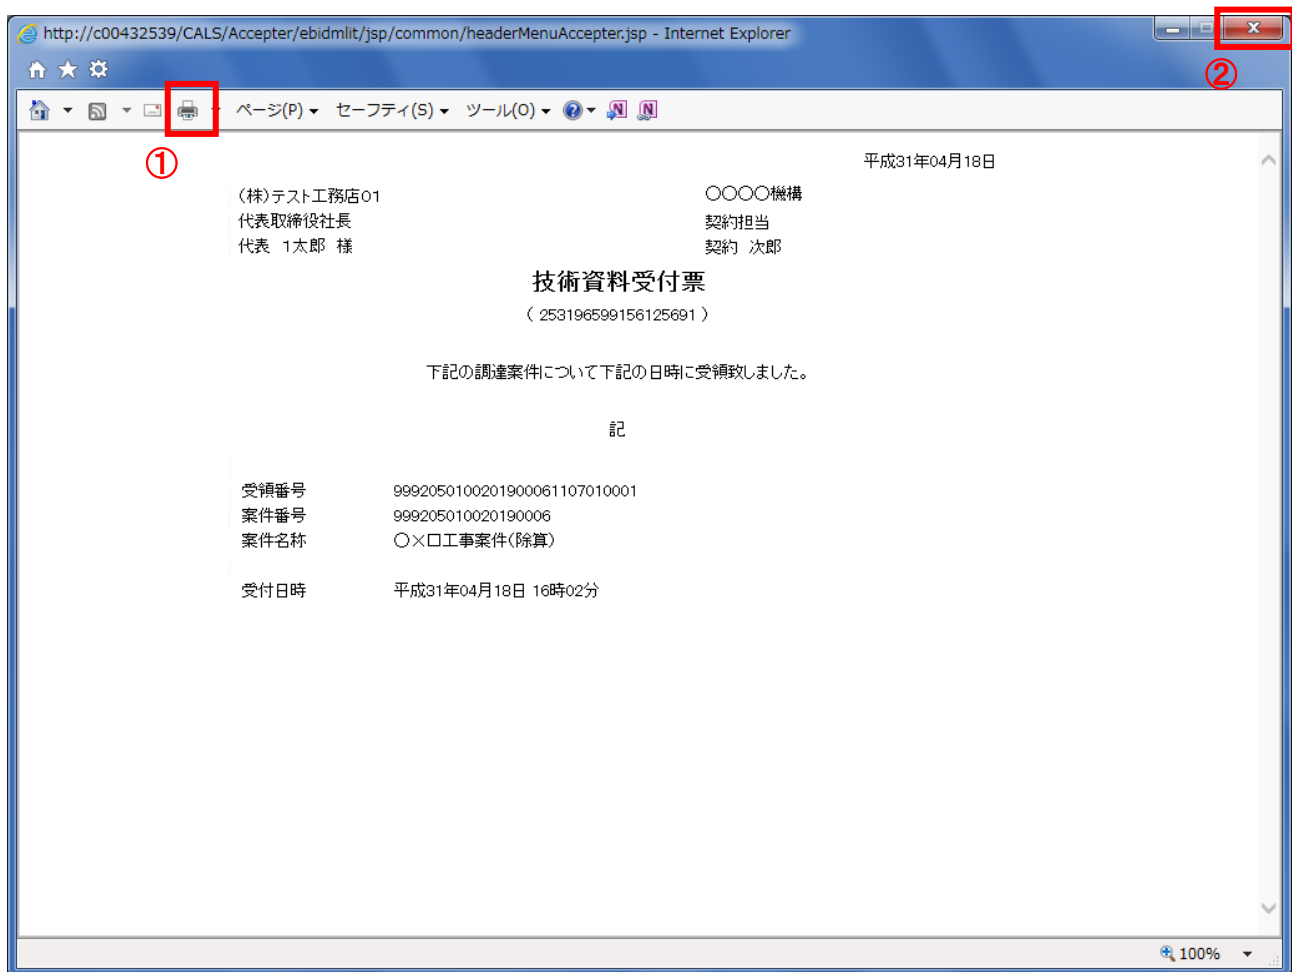 http://c00432539/CALS/Accepter/ebidmlit/jsp/common/headerMenuAccepter.jsp - Internet Explorer
②
ページ(P) セーフティ(S) ツール(O)
①
平成31年04月18日
(株)テスト工務店01
〇〇〇〇機構
代表取締役社長
契約担当
代表 1太郎 様
契約 次郎
技術資料受付票
( 253196599156125691 )
下記の調達案件について下記の日時に受領致しました。
記
受領番号 9992050100201900061107010001
案件番号 999205010020190006
案件名称 〇×口工事案件(除算)
受付日時 平成31年04月18日 16時02分
100%